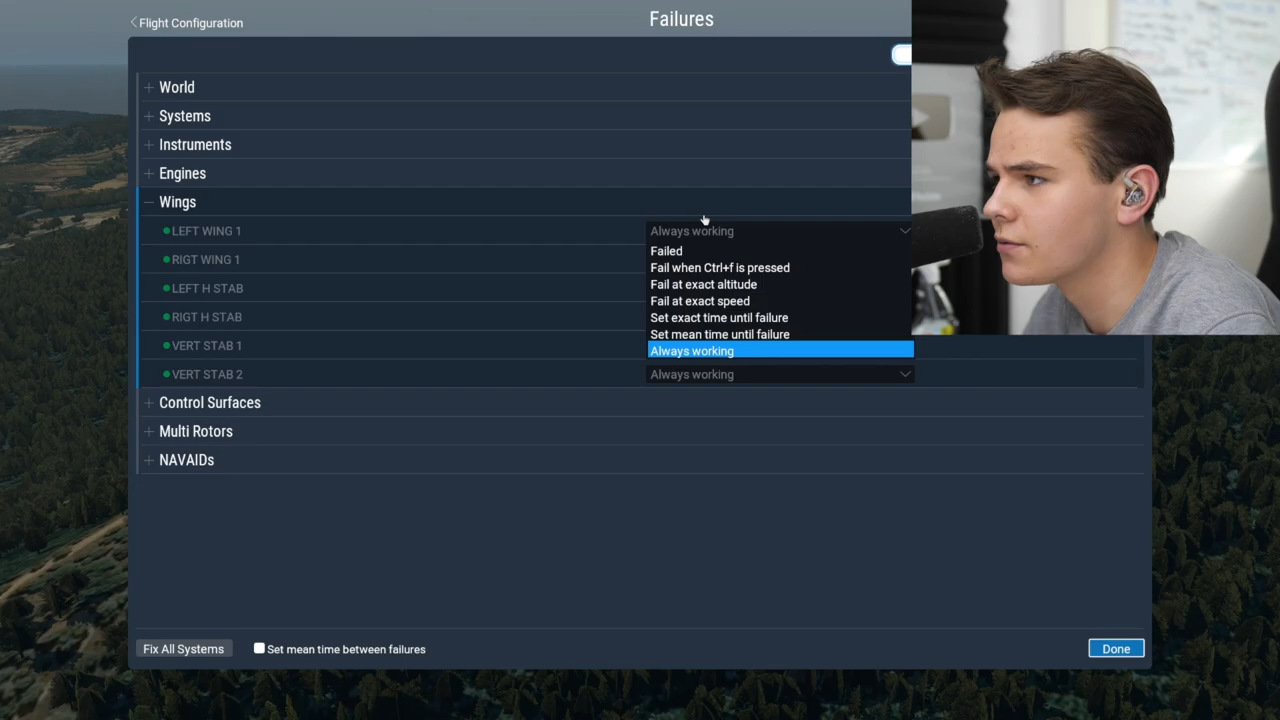 Flight Configuration
Failures
World
Systems
Instruments
Engines
Wings
LEFT WING 1
Always working
Failed
RIGT WING 1
Fail when Ctrl+f is pressed
Fail at exact altitude
LEFT H STAB
Fail at exact speed
RIGT H STAB
Set exact time until failure
Set mean time until failure
VERT STAB 1
Always working
VERT STAB 2
Always working
Control Surfaces
Multi Rotors
NAVAIDs
Fix All Systems
Set mean time between failures
Done